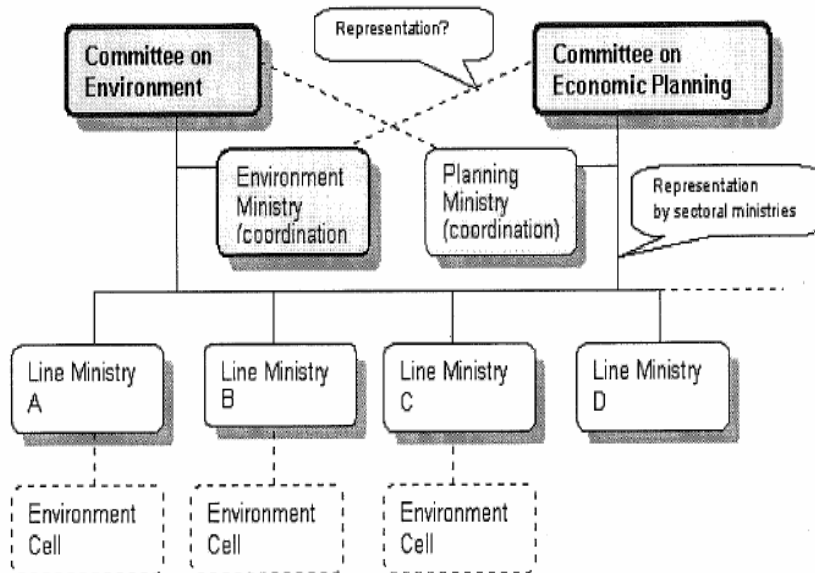 Representation?
Committee on
Environment
Committee on
Economic Planning
Environment
Ministry
(coordination
Planning
Ministry
(coordination)
Representation
by sectoral ministries
Line Ministry
A
Line Ministry
B
Line Ministry
C
Line Ministry
D
Environment
Cell
Environment
Cell
Environment
Cell